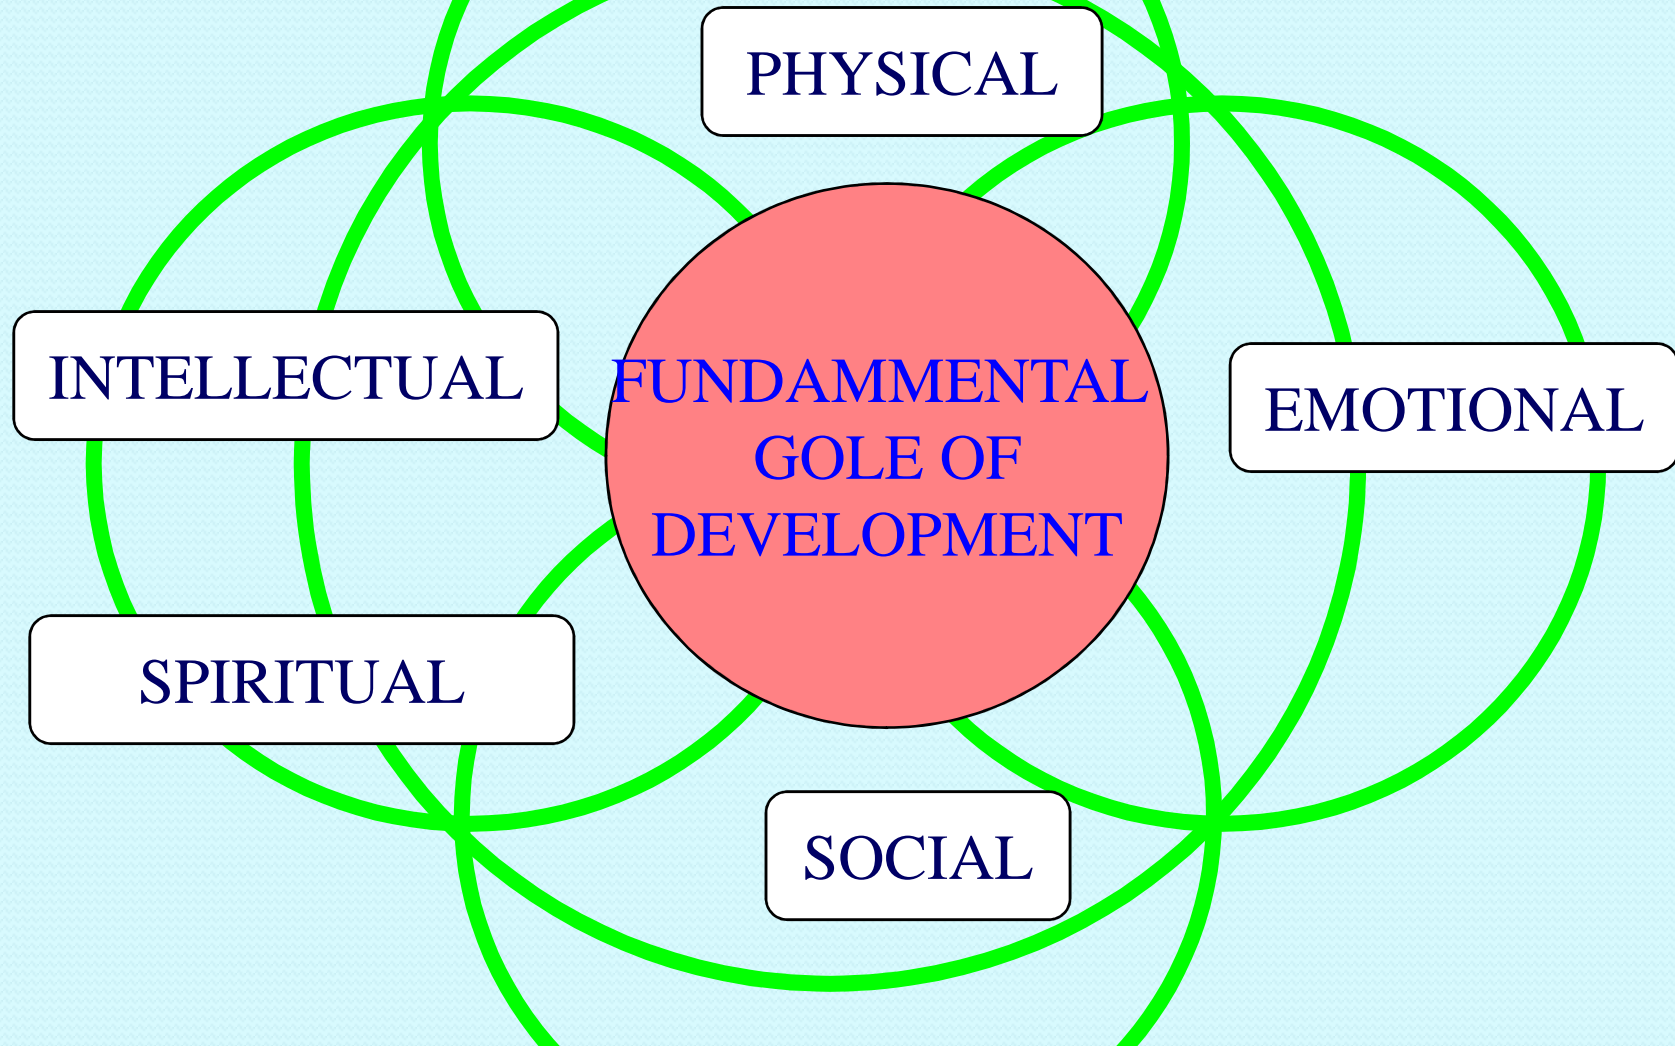 PHYSICAL
INTELLECTUAL
FUNDAMMENTAL
GOLE OF
DEVELOPMENT
EMOTIONAL
SPIRITUAL
SOCIAL